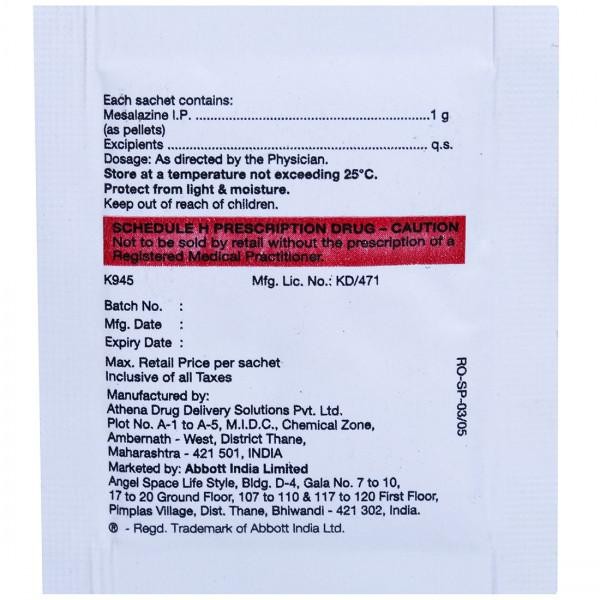 Each sachet contains:
Mesalazine I.P. ................................................................1 g
(as pellets)
Excipients ........................................................................ q.s.
Dosage: As directed by the Physician.
Store at a temperature not exceeding 25°C.
Protect from light & moisture.
Keep out of reach of children.
SCHEDULE H PRESCRIPTION DRUG – CAUTION
Not to be sold by retail without the prescription of a
Registered Medical Practitioner.
K945 Mfg. Lic. No.: KD/471
Batch No. :
Mfg. Date :
Expiry Date :
Max. Retail Price per sachet
Inclusive of all Taxes
Manufactured by:
Athena Drug Delivery Solutions Pvt. Ltd.
Plot No. A-1 to A-5, M.I.D.C., Chemical Zone,
Ambernath - West, District Thane,
Maharashtra - 421 501, INDIA
Marketed by: Abbott India Limited
Angel Space Life Style, Bldg. D-4, Gala No. 7 to 10,
17 to 20 Ground Floor, 107 to 110 & 117 to 120 First Floor,
Pimplas Village, Dist. Thane, Bhiwandi - 421 302, India.
® - Regd. Trademark of Abbott India Ltd.
RO-SP-03/05